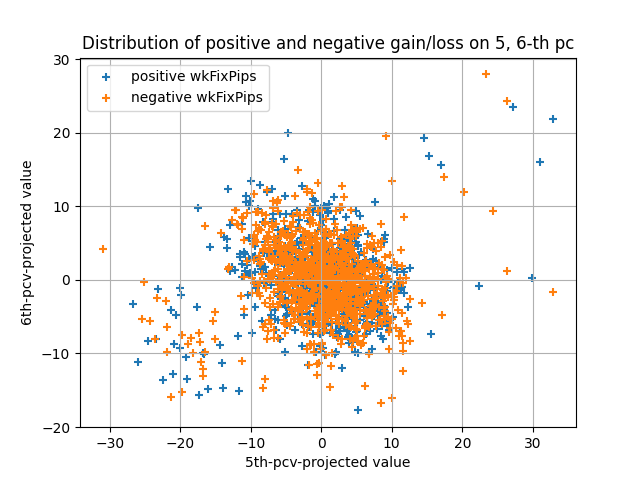 Distribution of positive and negative gain/loss on 5, 6-th pc
positive wkFixPips
negative wkFixPips
6th-pcv-projected value
30
20
10
0
−10
−20
−30 −20 −10 0 10 20 30
5th-pcv-projected value